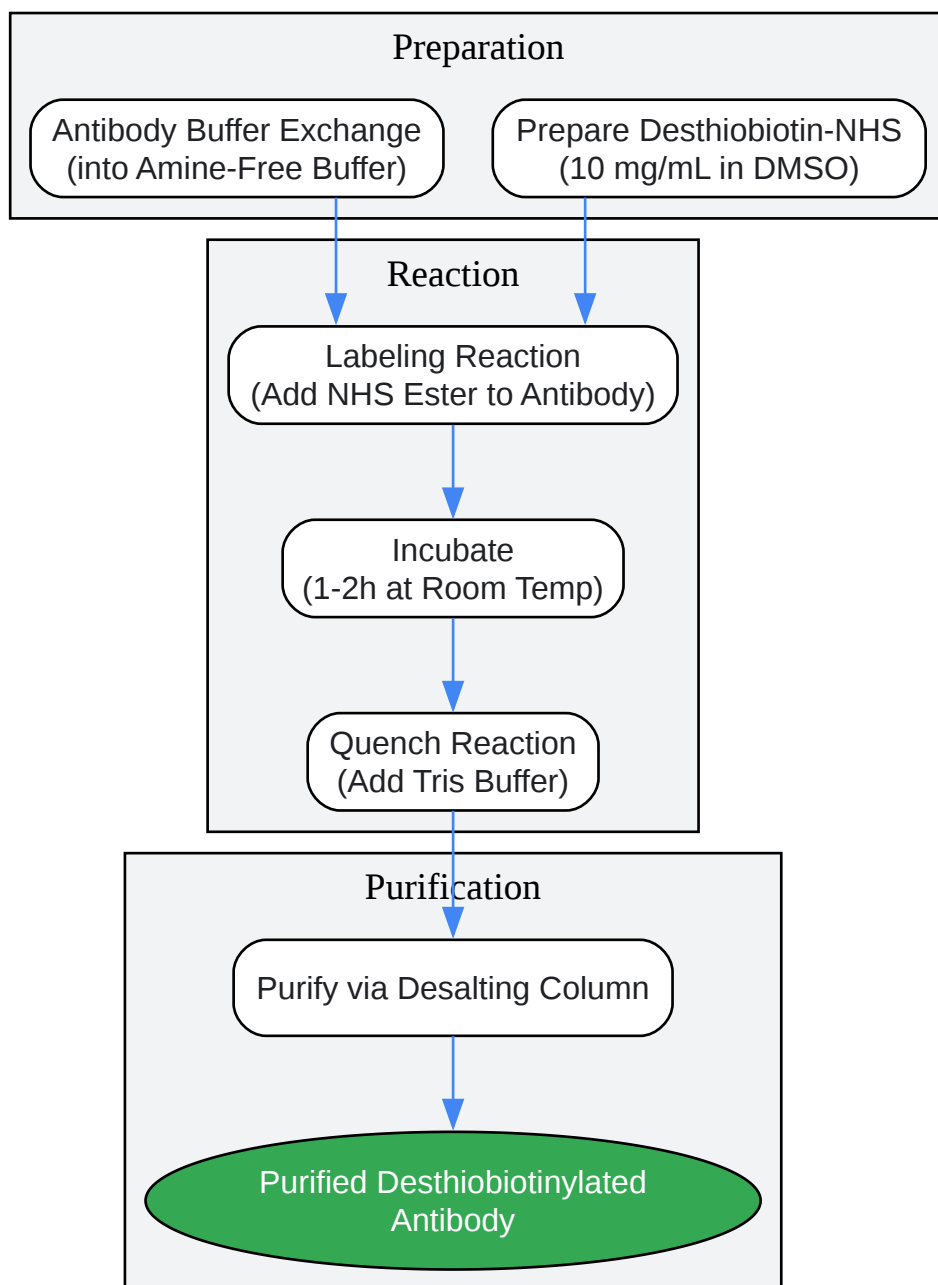 Preparation
Antibody Buffer Exchange
(into Amine-Free Buffer)
Prepare Desthiobiotin-NHS
(10 mg/mL in DMSO)
Reaction
Labeling Reaction
(Add NHS Ester to Antibody)
Incubate
(1-2h at Room Temp)
Quench Reaction
(Add Tris Buffer)
Purification
Purify via Desalting Column
Purified Desthiobiotinylated
Antibody